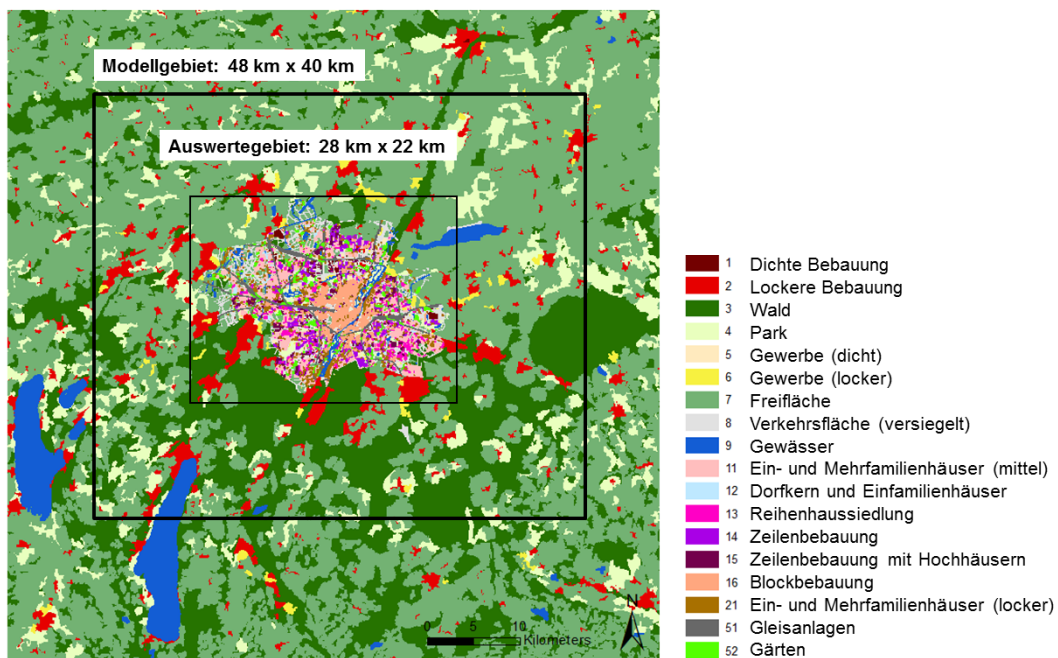 Modellgebiet: 48 km x 40 km
Auswertegebiet: 28 km x 22 km
1 Dichte Bebauung
2 Lockere Bebauung
3 Wald
4 Park
5 Gewerbe (dicht)
6 Gewerbe (locker)
7 Freifläche
8 Verkehrsfläche (versiegelt)
9 Gewässer
11 Ein- und Mehrfamilienhäuser (mittel)
12 Dorfkern und Einfamilienhäuser
13 Reihenhaussiedlung
14 Zeilenbebauung
15 Zeilenbebauung mit Hochhäusern
16 Blockbebauung
21 Ein- und Mehrfamilienhäuser (locker)
51 Gleisanlagen
52 Gärten
N
0 5 10
Kilometers